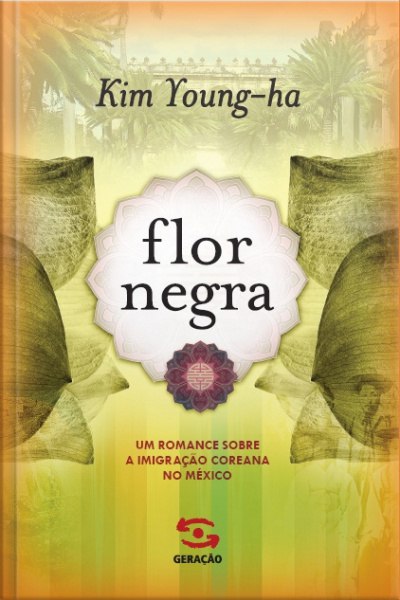 Kim Young-ha
flor
negra
UM ROMANCE SOBRE
A IMIGRAÇÃO COREANA
NO MÉXICO
GERAÇÃO